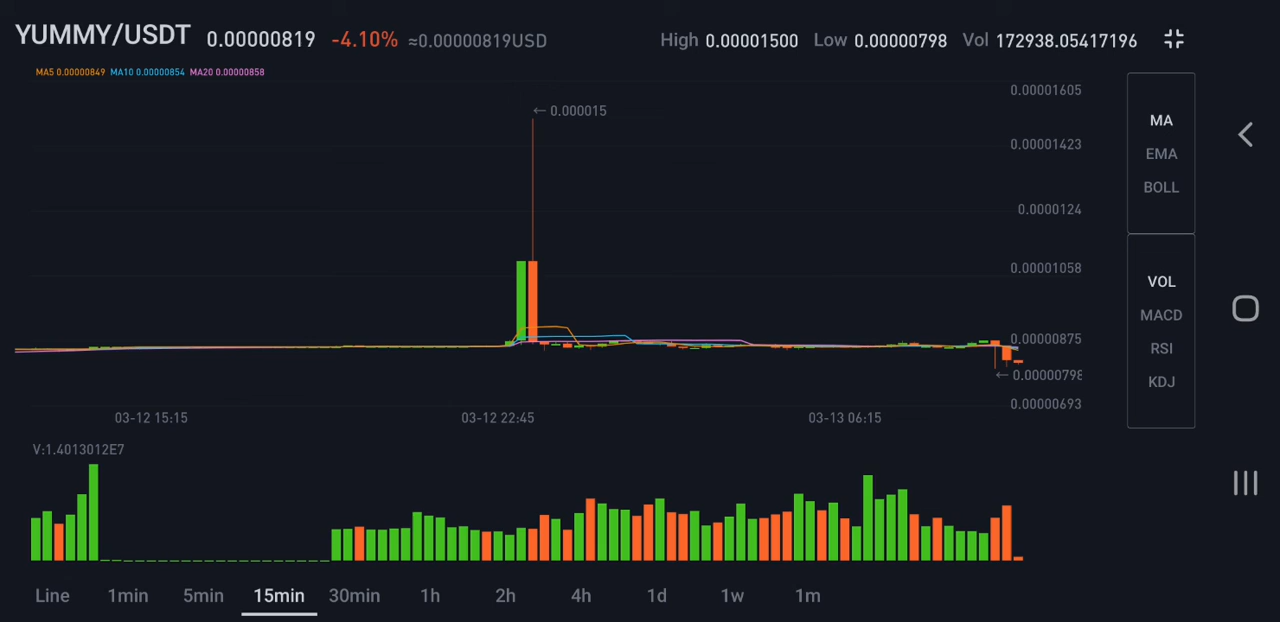 YUMMY/USDT 0.00000819 -4.10% ≈0.00000819USD High 0.00001500 Low 0.00000798 Vol 172938.05417196
MA5 0.00000849 MA10 0.00000854 MA20 0.00000858
0.00001605
← 0.000015
0.00001423
0.0000124
0.00001058
0.00000875
← 0.00000798
0.00000693
03-12 15:15 03-12 22:45 03-13 06:15
V:1.4013012E7
MA
EMA
BOLL
VOL
MACD
RSI
KDJ
Line 1min 5min 15min 30min 1h 2h 4h 1d 1w 1m